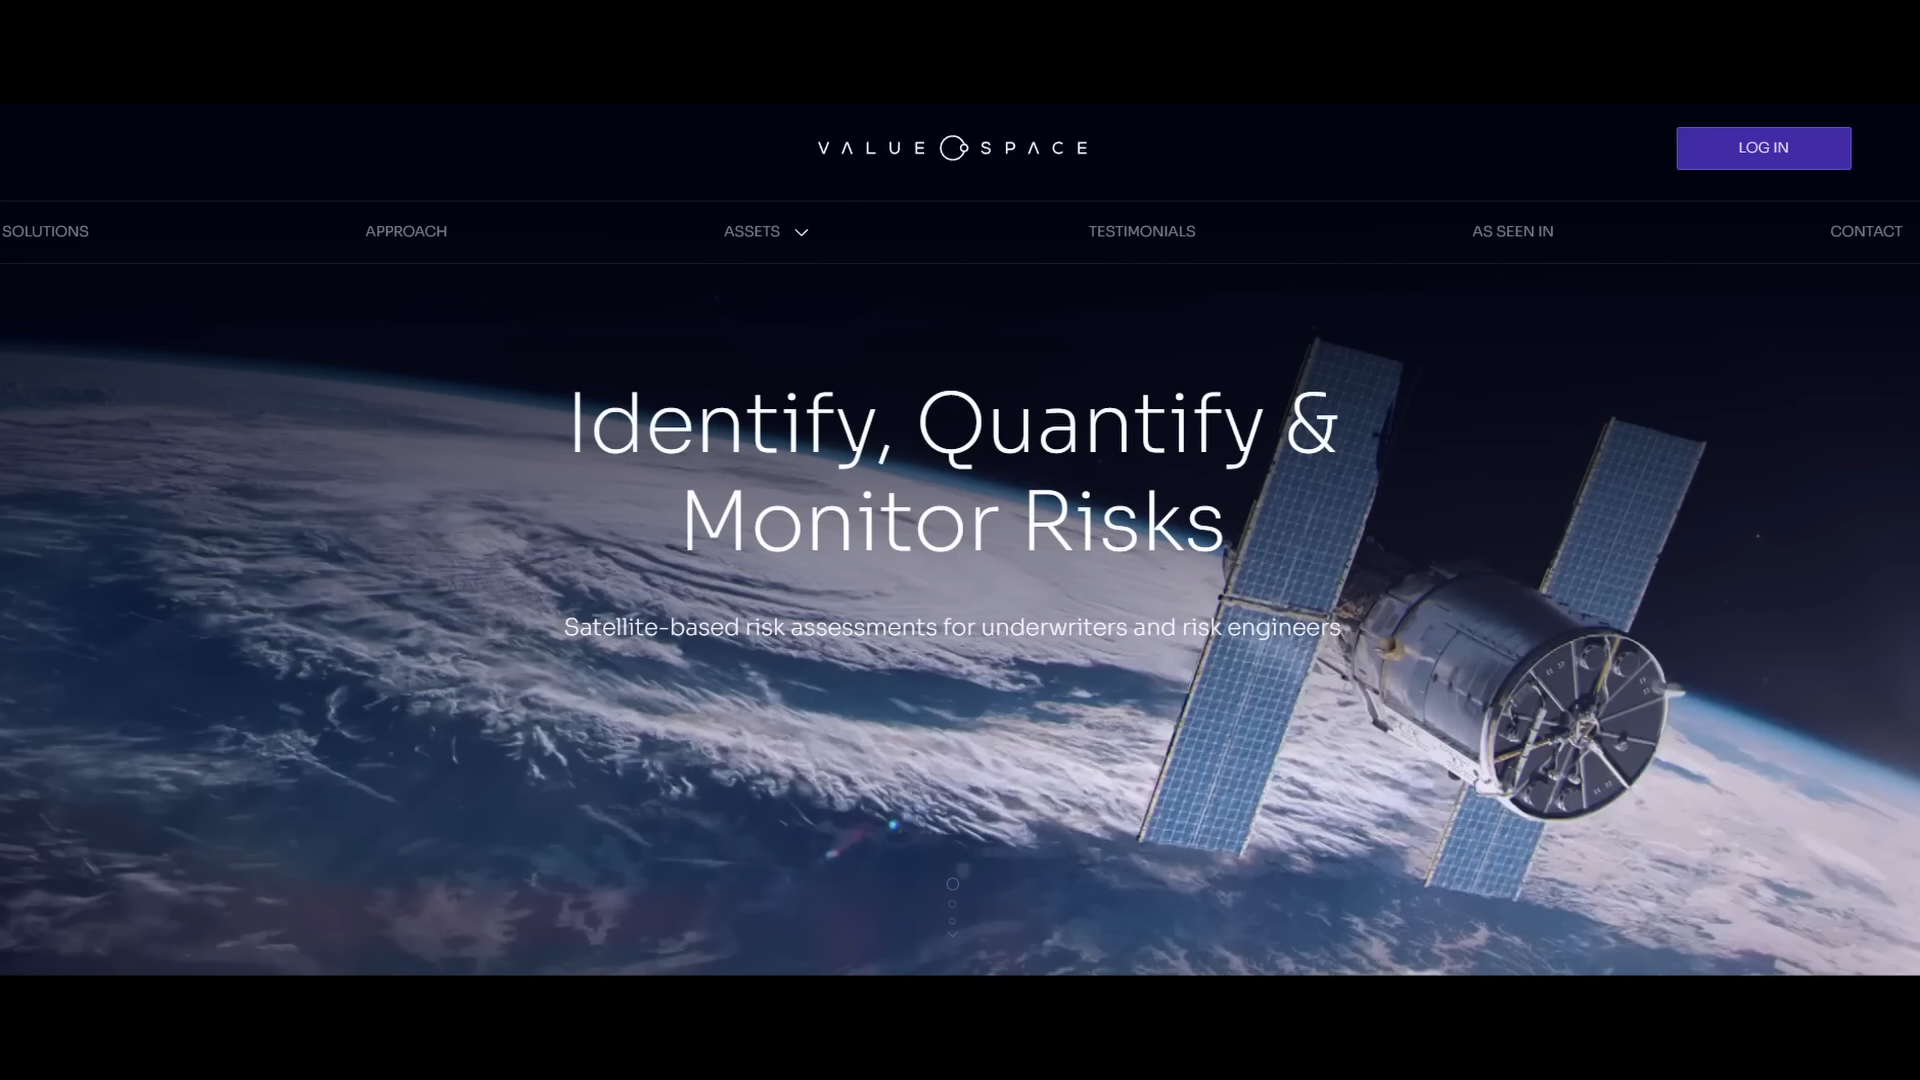 VALUE SPACE
LOG IN
SOLUTIONS
APPROACH
ASSETS
TESTIMONIALS
AS SEEN IN
CONTACT
Identify, Quantify &
Monitor Risks
Satellite-based risk assessments for underwriters and risk engineers